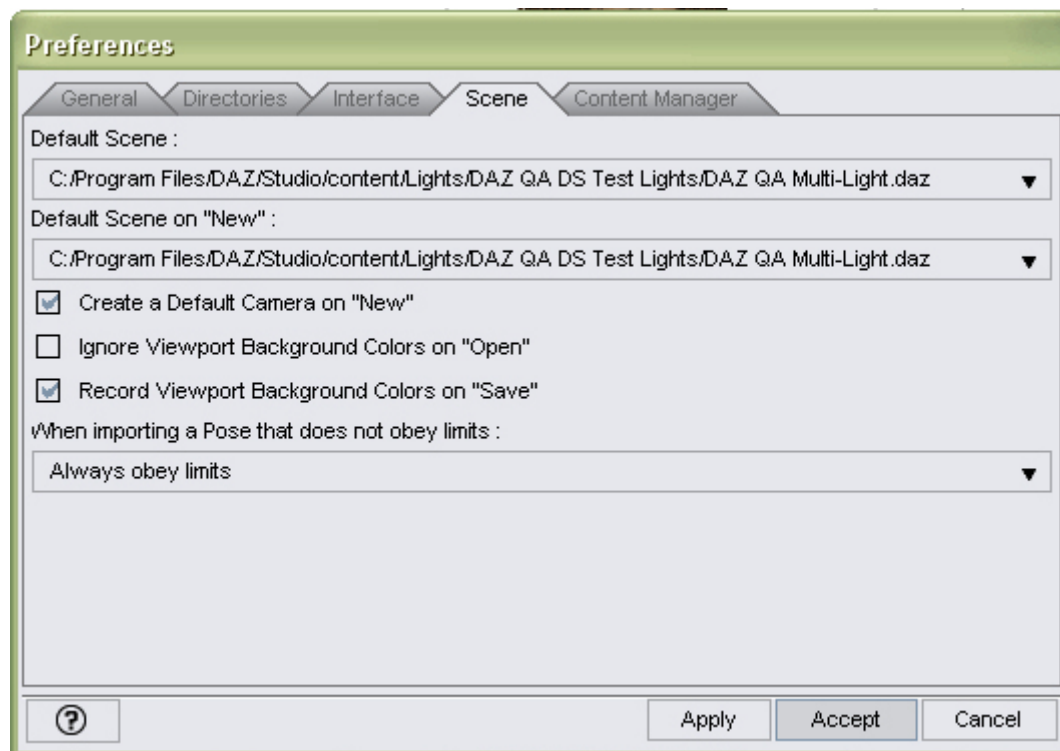 Preferences
General Directories Interface Scene Content Manager
Default Scene :
C:/Program Files/DAZ/Studio/content/Lights/DAZ QA DS Test Lights/DAZ QA Multi-Light.daz
Default Scene on "New" :
C:/Program Files/DAZ/Studio/content/Lights/DAZ QA DS Test Lights/DAZ QA Multi-Light.daz
Create a Default Camera on "New"
Ignore Viewport Background Colors on "Open"
Record Viewport Background Colors on "Save"
When importing a Pose that does not obey limits :
Always obey limits
? Apply Accept Cancel